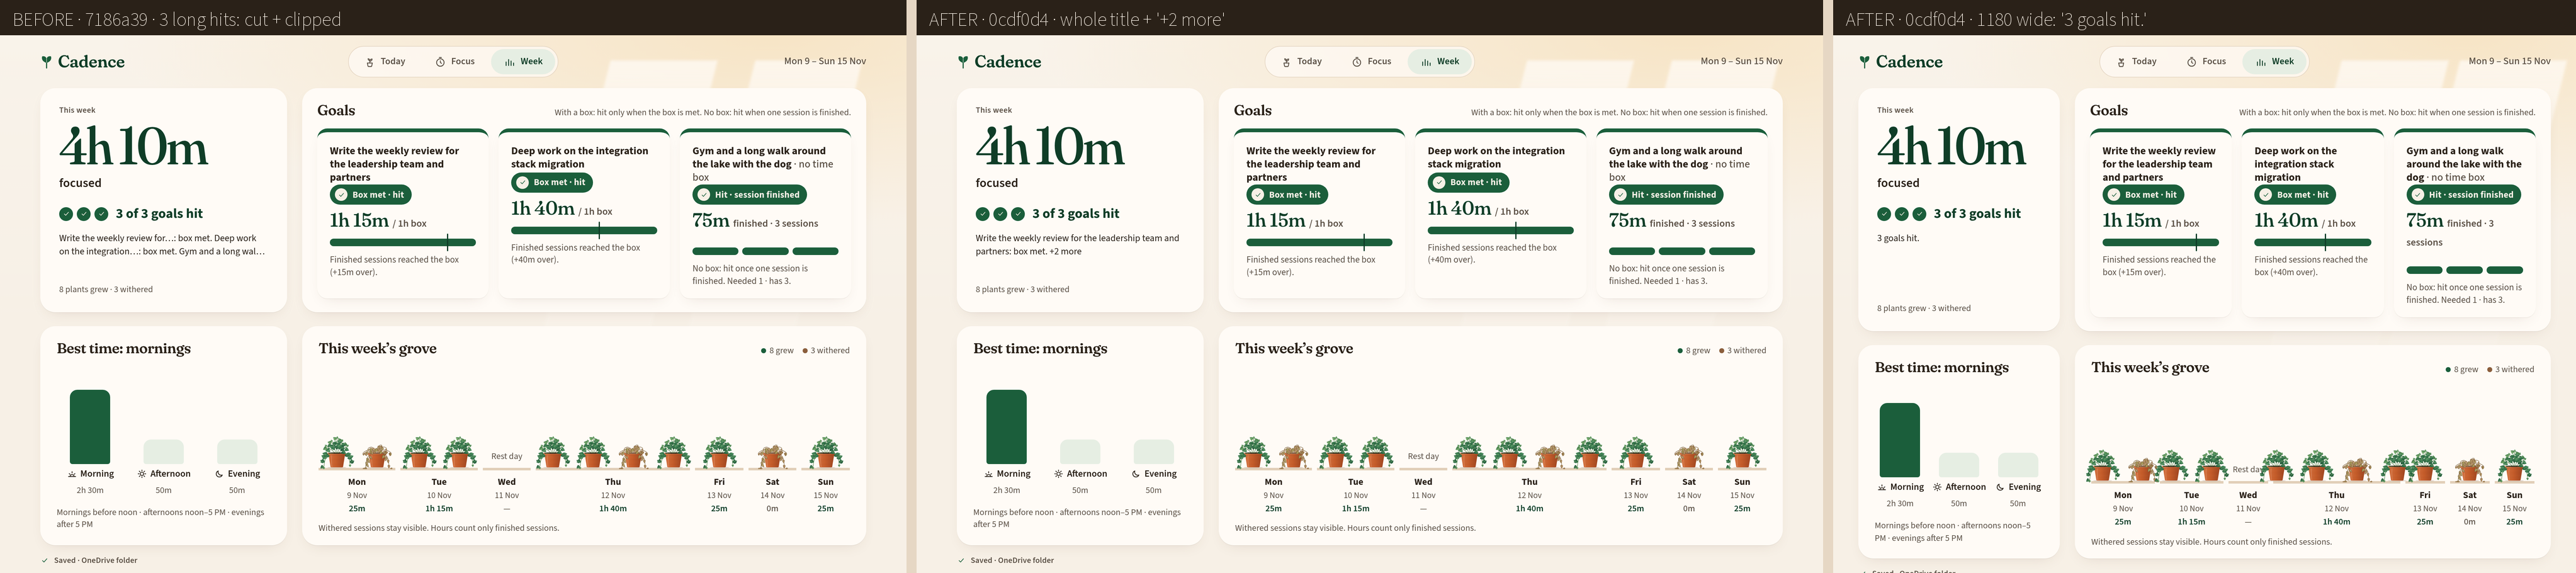 BEFORE · 7186a39 · 3 long hits: cut + clipped
Cadence
Today
Focus
Week
Mon 9 – Sun 15 Nov
This week
4h 10m
focused
3 of 3 goals hit
Write the weekly review for…: box met. Deep work
on the integration…: box met. Gym and a long wal…
8 plants grew · 3 withered
Goals
With a box: hit only when the box is met. No box: hit when one session is finished.
Write the weekly review for
the leadership team and
partners
Box met · hit
1h 15m / 1h box
Finished sessions reached the box
(+15m over).
Deep work on the integration
stack migration
Box met · hit
1h 40m / 1h box
Finished sessions reached the box
(+40m over).
Gym and a long walk around
the lake with the dog · no time
box
Hit · session finished
75m finished · 3 sessions
No box: hit once one session is
finished. Needed 1 · has 3.
Best time: mornings
Morning
Afternoon
Evening
2h 30m
50m
50m
Mornings before noon · afternoons noon–5 PM · evenings
after 5 PM
This week's grove
8 grew
3 withered
Rest day
Mon
Tue
Wed
Thu
Fri
Sat
Sun
9 Nov
10 Nov
11 Nov
12 Nov
13 Nov
14 Nov
15 Nov
25m
1h 15m
—
1h 40m
25m
0m
25m
Withered sessions stay visible. Hours count only finished sessions.
Saved · OneDrive folder
AFTER · 0cdf0d4 · whole title + '+2 more'
Cadence
Today
Focus
Week
Mon 9 – Sun 15 Nov
This week
4h 10m
focused
3 of 3 goals hit
Write the weekly review for the leadership team and
partners: box met. +2 more
8 plants grew · 3 withered
Goals
With a box: hit only when the box is met. No box: hit when one session is finished.
Write the weekly review for
the leadership team and
partners
Box met · hit
1h 15m / 1h box
Finished sessions reached the box
(+15m over).
Deep work on the integration
stack migration
Box met · hit
1h 40m / 1h box
Finished sessions reached the box
(+40m over).
Gym and a long walk around
the lake with the dog · no time
box
Hit · session finished
75m finished · 3 sessions
No box: hit once one session is
finished. Needed 1 · has 3.
Best time: mornings
Morning
Afternoon
Evening
2h 30m
50m
50m
Mornings before noon · afternoons noon–5 PM · evenings
after 5 PM
This week's grove
8 grew
3 withered
Rest day
Mon
Tue
Wed
Thu
Fri
Sat
Sun
9 Nov
10 Nov
11 Nov
12 Nov
13 Nov
14 Nov
15 Nov
25m
1h 15m
—
1h 40m
25m
0m
25m
Withered sessions stay visible. Hours count only finished sessions.
Saved · OneDrive folder
AFTER · 0cdf0d4 · 1180 wide: '3 goals hit.'
Cadence
Today
Focus
Week
Mon 9 – Sun 15 Nov
This week
4h 10m
focused
3 of 3 goals hit
3 goals hit.
8 plants grew · 3 withered
Goals
With a box: hit only when the box is met. No box: hit when one session is finished.
Write the weekly review
for the leadership team
and partners
Box met · hit
1h 15m / 1h box
Finished sessions reached the
box (+15m over).
Deep work on the
integration stack
migration
Box met · hit
1h 40m / 1h box
Finished sessions reached the
box (+40m over).
Gym and a long walk
around the lake with the
dog · no time box
Hit · session finished
75m finished · 3
sessions
No box: hit once one session is
finished. Needed 1 · has 3.
Best time: mornings
Morning
Afternoon
Evening
2h 30m
50m
50m
Mornings before noon · afternoons noon–5
PM · evenings after 5 PM
This week's grove
8 grew
3 withered
Rest day
Mon
Tue
Wed
Thu
Fri
Sat
Sun
9 Nov
10 Nov
11 Nov
12 Nov
13 Nov
14 Nov
15 Nov
25m
1h 15m
—
1h 40m
25m
0m
25m
Withered sessions stay visible. Hours count only finished sessions.